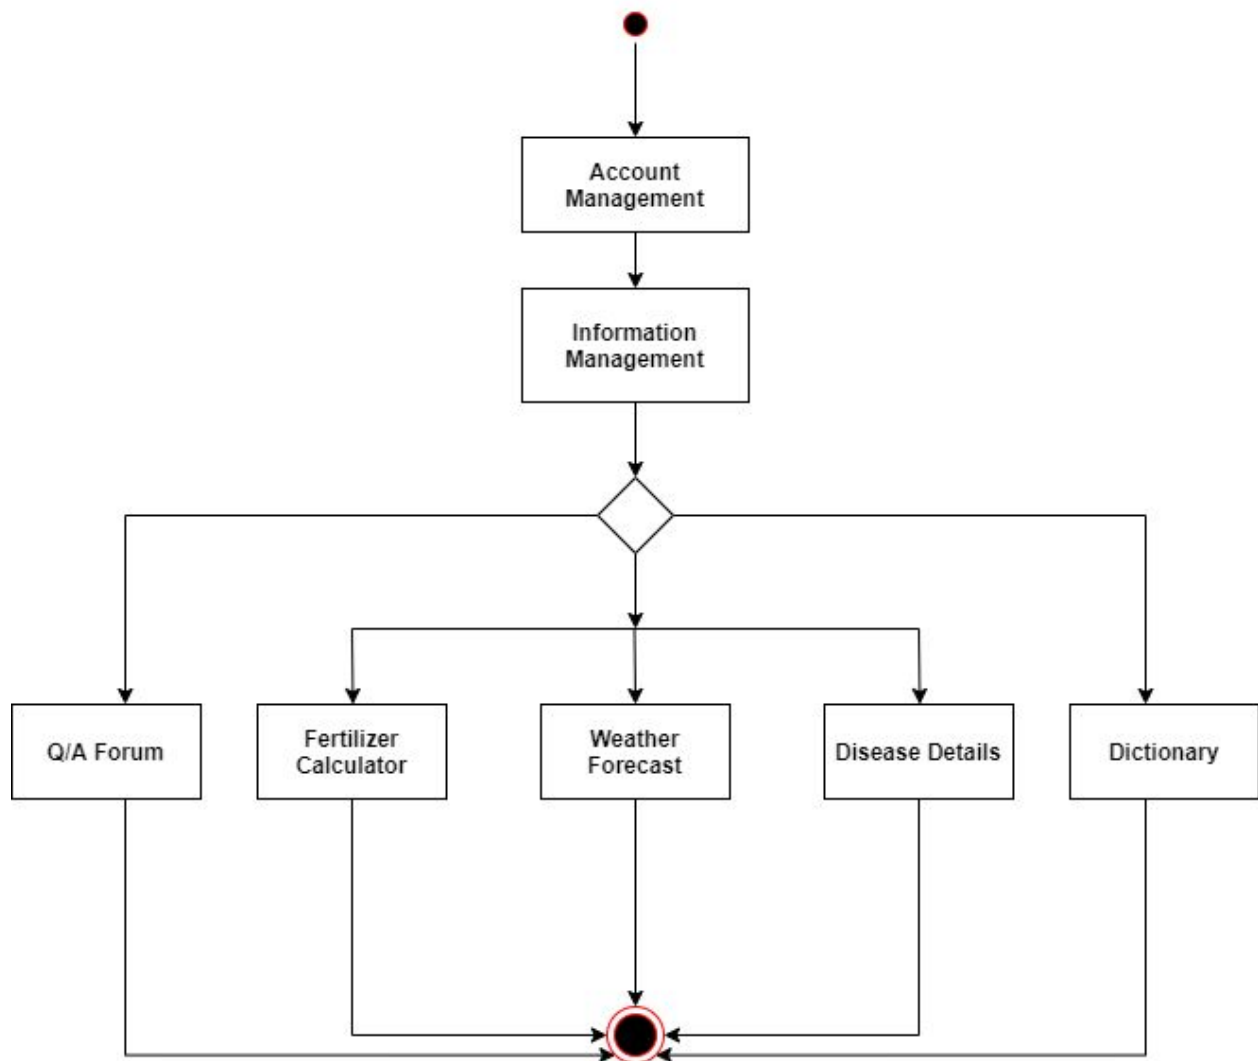 Account
Management
Information
Management
Q/A Forum
Fertilizer
Calculator
Weather
Forecast
Disease Details
Dictionary